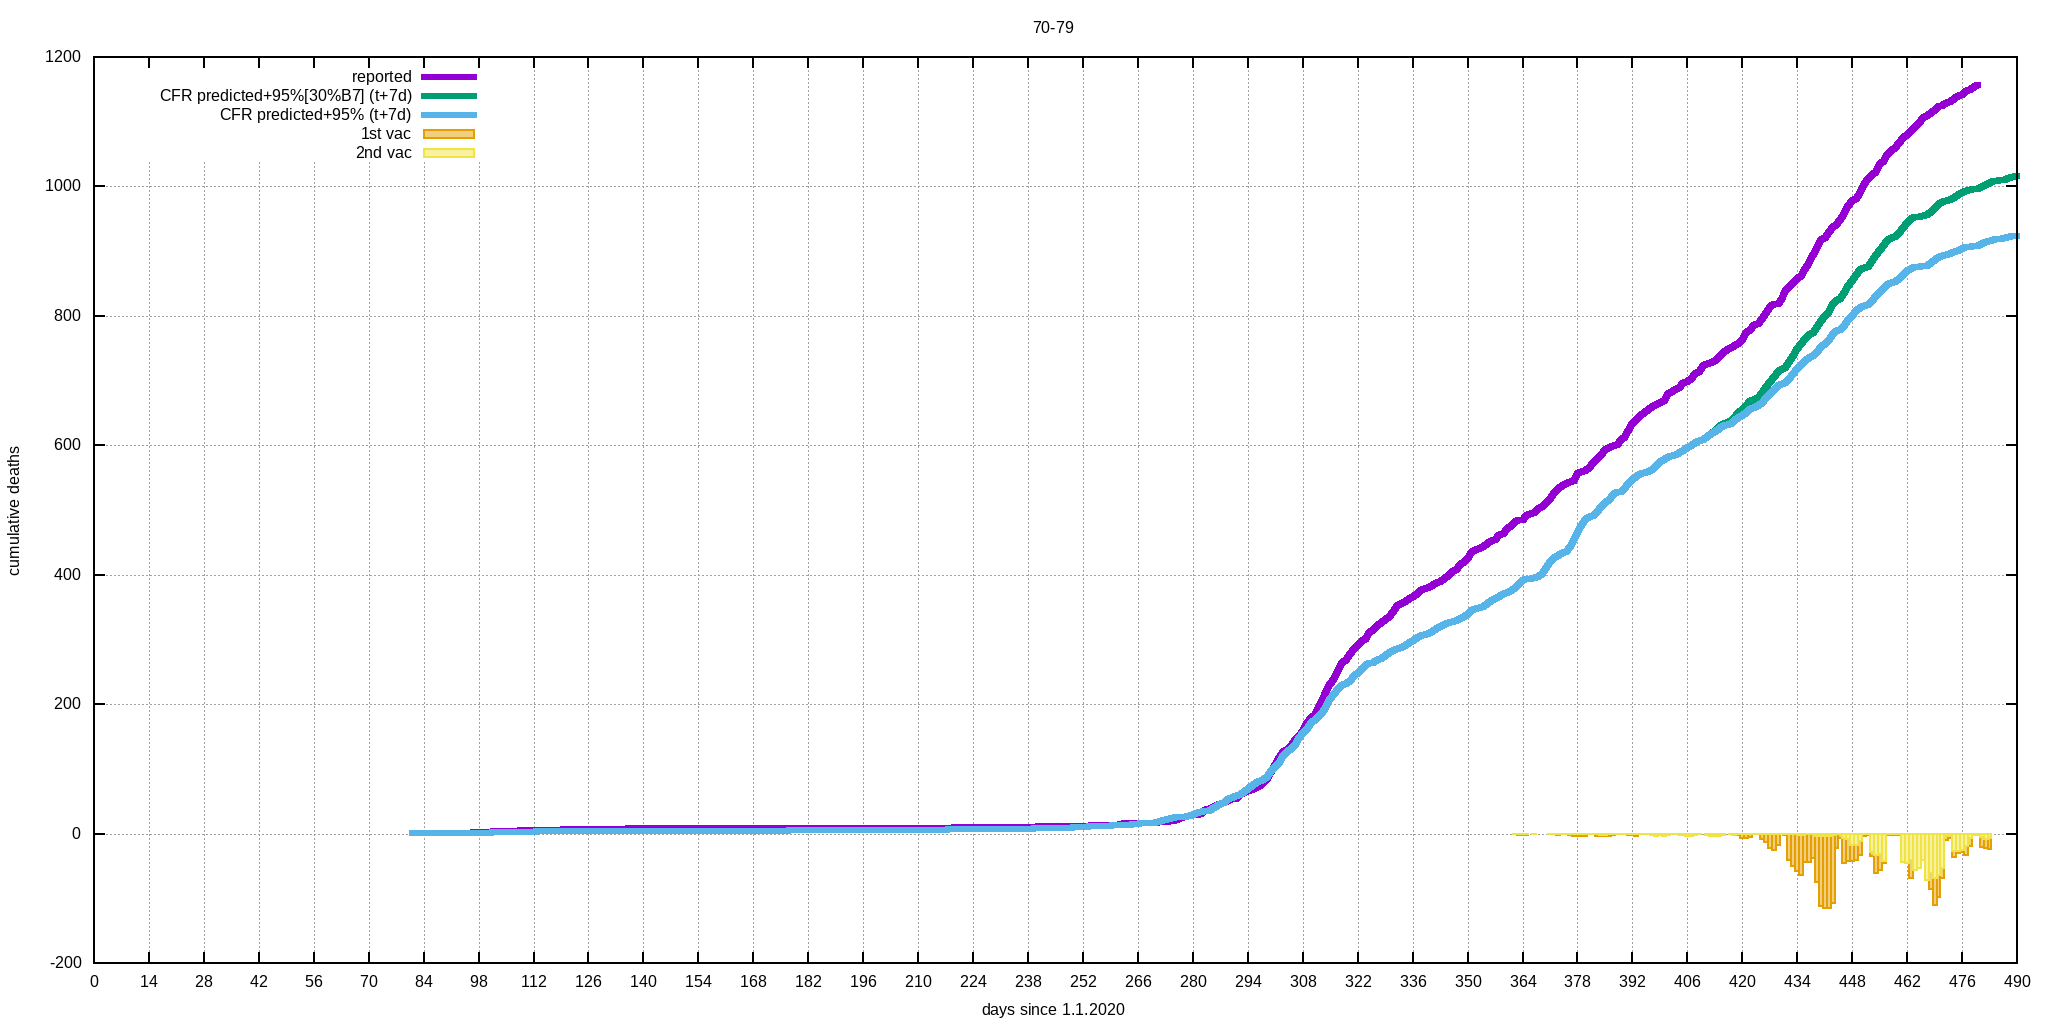 70-79
1200
1000
800
600
400
200
0
-200
cumulative deaths
reported
CFR predicted+95%[30%B7] (t+7d)
CFR predicted+95% (t+7d)
1st vac
2nd vac
0 14 28 42 56 70 84 98 112 126 140 154 168 182 196 210 224 238 252 266 280 294 308 322 336 350 364 378 392 406 420 434 448 462 476 490
days since 1.1.2020